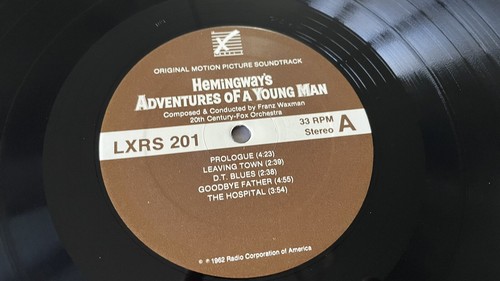 ORIGINAL MOTION PICTURE SOUNDTRACK
HEMINGWAY'S
ADVENTURES OF A YOUNG MAN
Composed & Conducted by Franz Waxman
20th Century-Fox Orchestra
LXRS 201
33 RPM
Stereo A
PROLOGUE (4:23)
LEAVING TOWN (2:39)
D.T. BLUES (2:38)
GOODBYE FATHER (4:55)
THE HOSPITAL (3:54)
© ℗ 1962 Radio Corporation of America